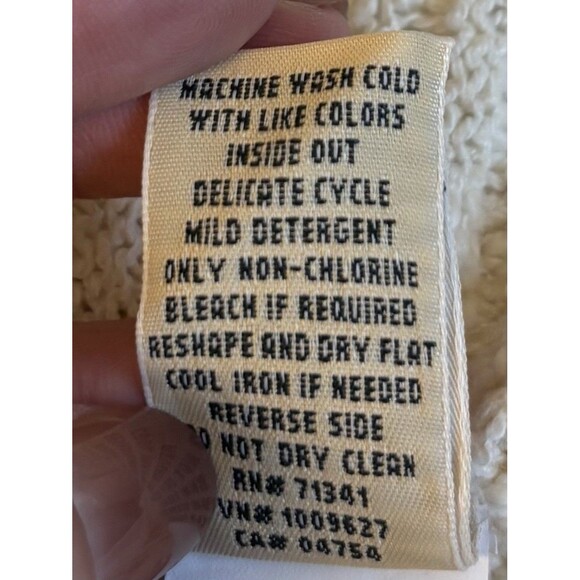 MACHINE WASH COLD
WITH LIKE COLORS
INSIDE OUT
DELICATE CYCLE
MILD DETERGENT
ONLY NON-CHLORINE
BLEACH IF REQUIRED
RESHAPE AND DRY FLAT
COOL IRON IF NEEDED
REVERSE SIDE
DO NOT DRY CLEAN
RN# 71341
VN# 1009627
CA# 04754